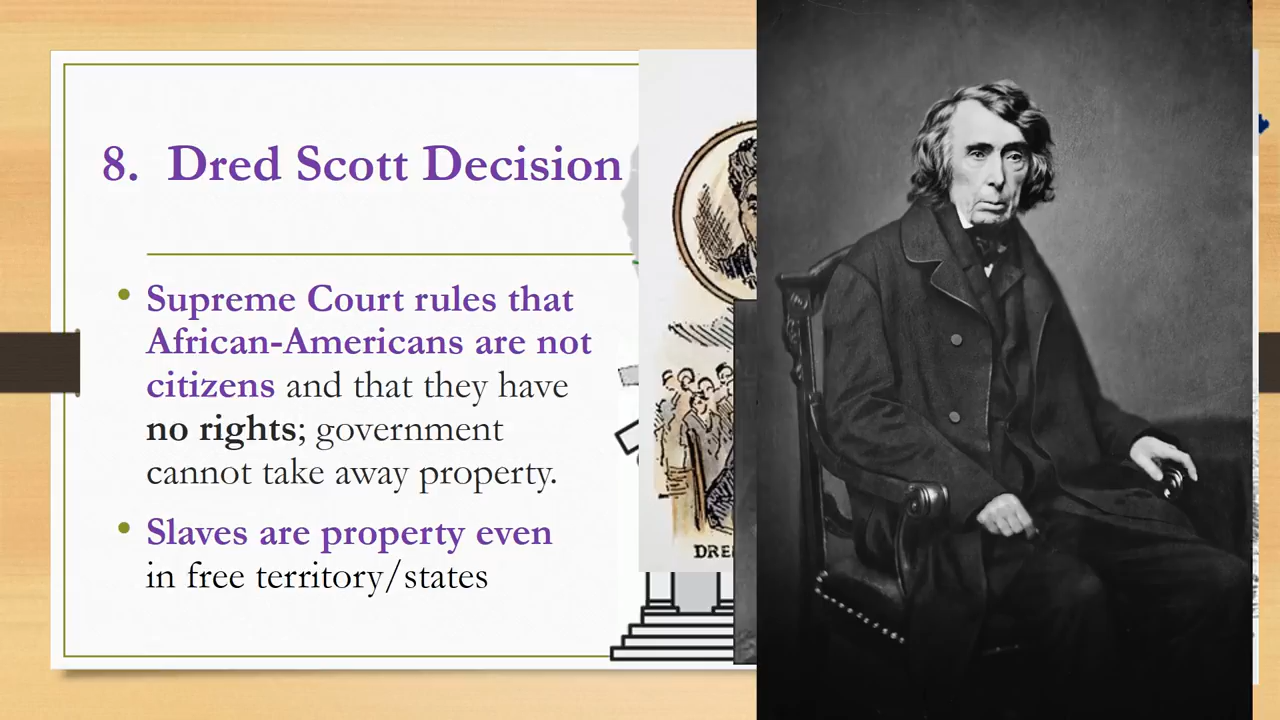 8. Dred Scott Decision
• Supreme Court rules that
African-Americans are not
citizens and that they have
no rights; government
cannot take away property.
• Slaves are property even
in free territory/states